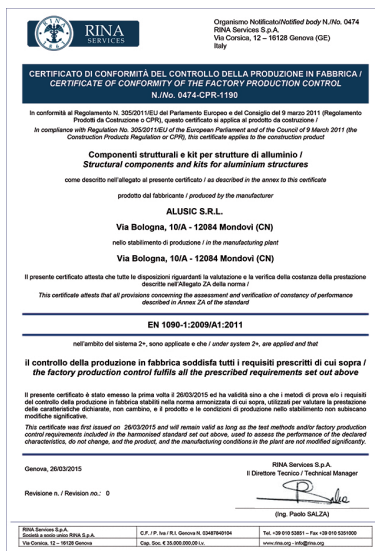 RINA
SERVICES
Organismo Notificato/Notified body N./No. 0474
RINA Services S.p.A.
Via Corsica, 12 – 16128 Genova (GE)
Italy
CERTIFICATO DI CONFORMITÀ DEL CONTROLLO DELLA PRODUZIONE IN FABBRICA /
CERTIFICATE OF CONFORMITY OF THE FACTORY PRODUCTION CONTROL
N./No. 0474-CPR-1190
In conformità al Regolamento N. 305/2011/EU del Parlamento Europeo e del Consiglio del 9 marzo 2011 (Regolamento
Prodotti da Costruzione o CPR), questo certificato si applica al prodotto da costruzione /
In compliance with Regulation No. 305/2011/EU of the European Parliament and of the Council of 9 March 2011 (the
Construction Products Regulation or CPR), this certificate applies to the construction product
Componenti strutturali e kit per strutture di alluminio /
Structural components and kits for aluminium structures
come descritto nell'allegato al presente certificato / as described in the annex to this certificate
prodotto dal fabbricante / produced by the manufacturer
ALUSIC S.R.L.
Via Bologna, 10/A - 12084 Mondovì (CN)
nello stabilimento di produzione / in the manufacturing plant
Via Bologna, 10/A - 12084 Mondovì (CN)
Il presente certificato attesta che tutte le disposizioni riguardanti la valutazione e la verifica della costanza della prestazione
descritte nell'Allegato ZA della norma /
This certificate attests that all provisions concerning the assessment and verification of constancy of performance
described in Annex ZA of the standard
EN 1090-1:2009/A1:2011
nell'ambito del sistema 2+, sono applicate e che / under system 2+, are applied and that
il controllo della produzione in fabbrica soddisfa tutti i requisiti prescritti di cui sopra /
the factory production control fulfils all the prescribed requirements set out above
Il presente certificato è stato emesso la prima volta il 26/03/2015 ed ha validità sino a che i metodi di prova e/o i requisiti
del controllo della produzione in fabbrica stabiliti nella norma armonizzata di cui sopra, utilizzati per valutare la prestazione
delle caratteristiche dichiarate, non cambino, e il prodotto e le condizioni di produzione nello stabilimento non subiscano
modifiche significative.
This certificate was first issued on 26/03/2015 and will remain valid as long as the test methods and/or factory production
control requirements included in the harmonised standard set out above, used to assess the performance of the declared
characteristics, do not change, and the product, and the manufacturing conditions in the plant are not modified significantly.
Genova, 26/03/2015
RINA Services S.p.A.
Il Direttore Tecnico / Technical Manager
Revisione n. / Revision no.: 0
(Ing. Paolo SALZA)
RINA Services S.p.A.
Società a socio unico RINA S.p.A.
Via Corsica, 12 – 16128 Genova
C.F. / P. Iva / R.I. Genova N. 03487840104
Cap. Soc. € 35.000.000,00 i.v.
Tel. +39 010 53851 – Fax +39 010 5351000
www.rina.org - info@rina.org